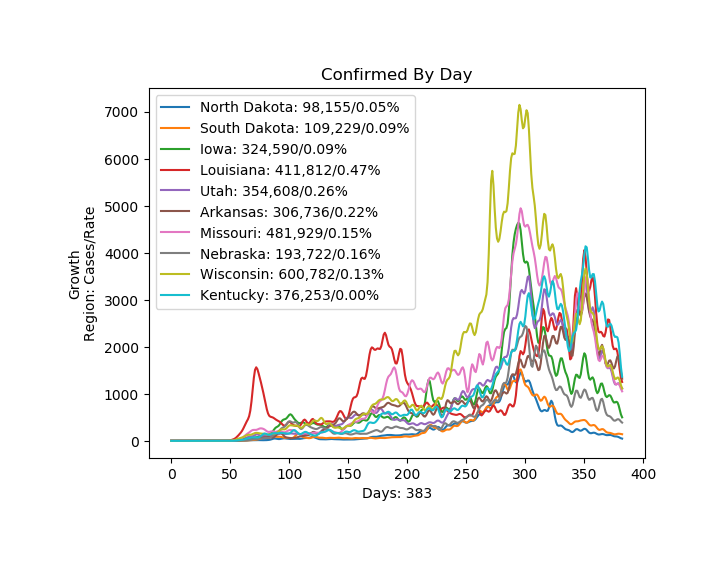 Confirmed By Day
North Dakota: 98,155/0.05%
South Dakota: 109,229/0.09%
Iowa: 324,590/0.09%
Louisiana: 411,812/0.47%
Utah: 354,608/0.26%
Arkansas: 306,736/0.22%
Missouri: 481,929/0.15%
Nebraska: 193,722/0.16%
Wisconsin: 600,782/0.13%
Kentucky: 376,253/0.00%
Growth
Region: Cases/Rate
7000
6000
5000
4000
3000
2000
1000
0
0 50 100 150 200 250 300 350 400
Days: 383